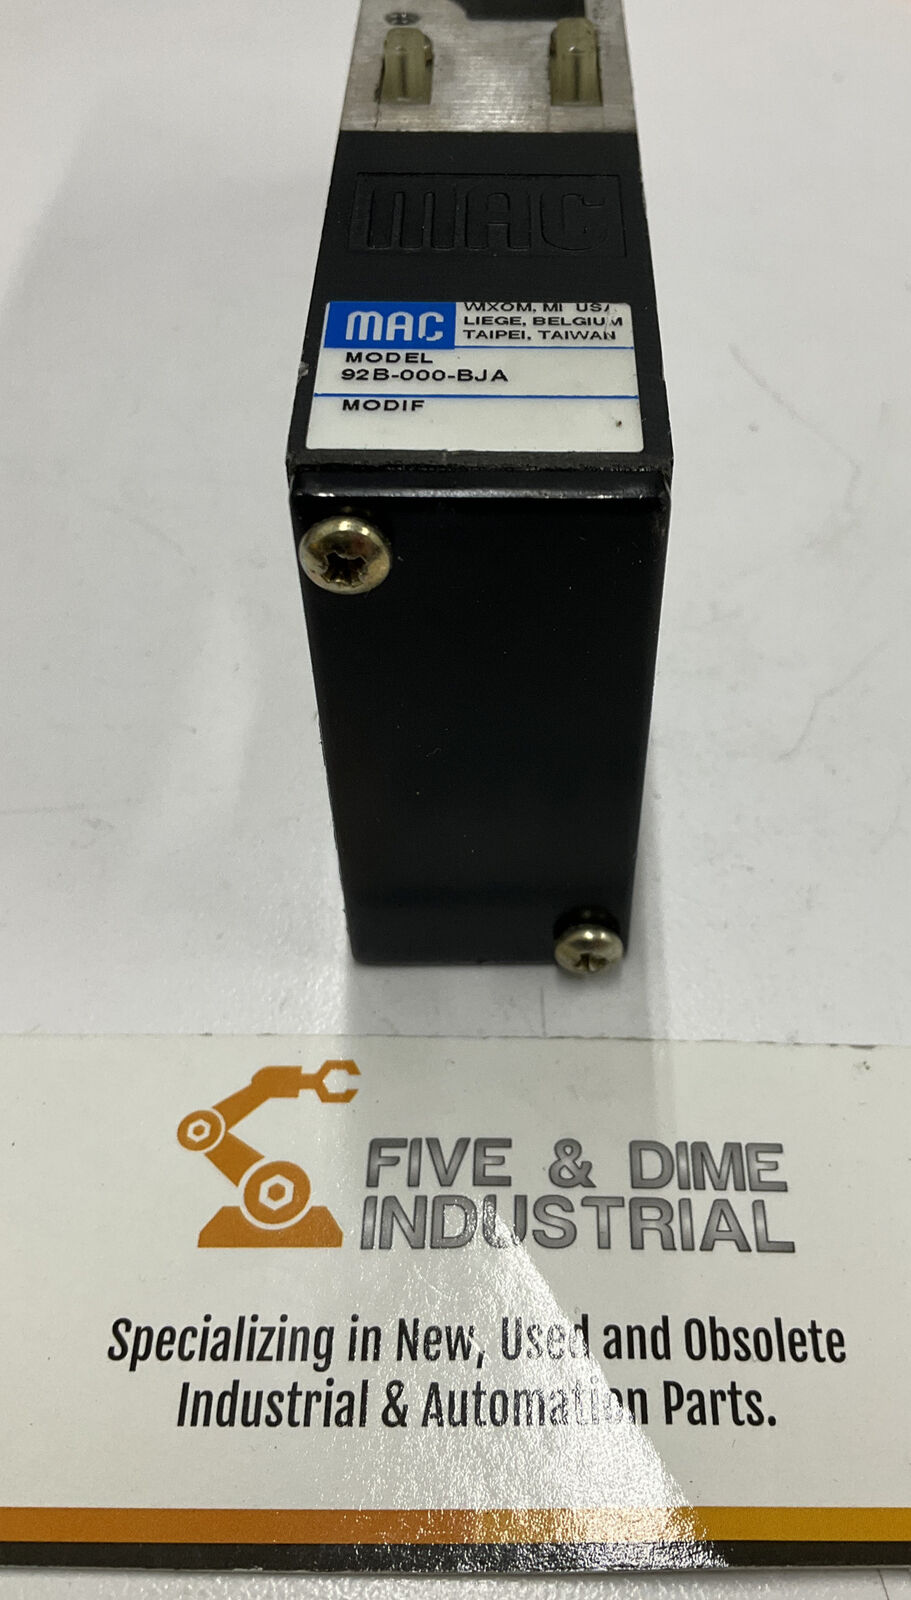 MAC
MAC
WIXOM, MI USA
LIEGE, BELGIUM
TAIPEI, TAIWAN
MODEL
92B-000-BJA
MODIF
FIVE & DIME
INDUSTRIAL
Specializing in New, Used and Obsolete
Industrial & Automation Parts.